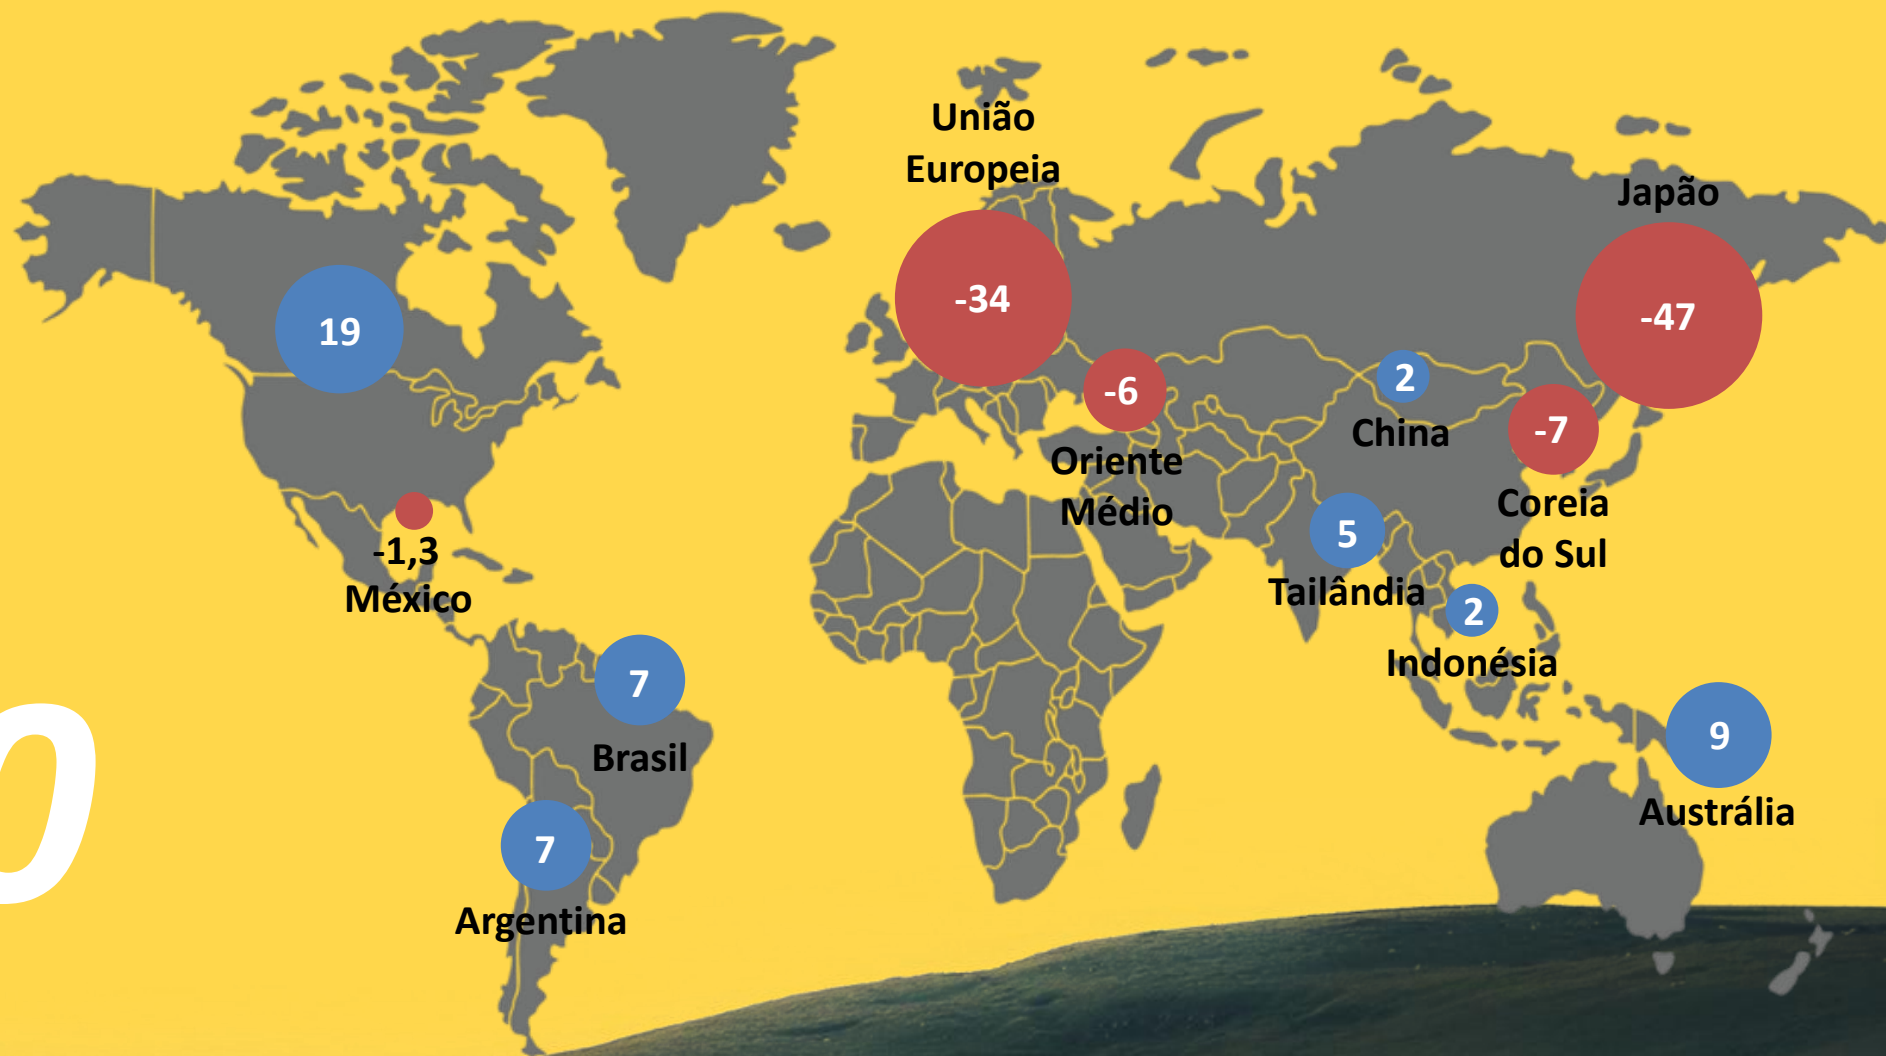 União
Europeia
-34
Japão
-47
19
-6
Oriente
Médio
2
China
-7
Coreia
do Sul
-1,3
México
5
Tailândia
2
Indonésia
7
Brasil
9
Austrália
7
Argentina
0